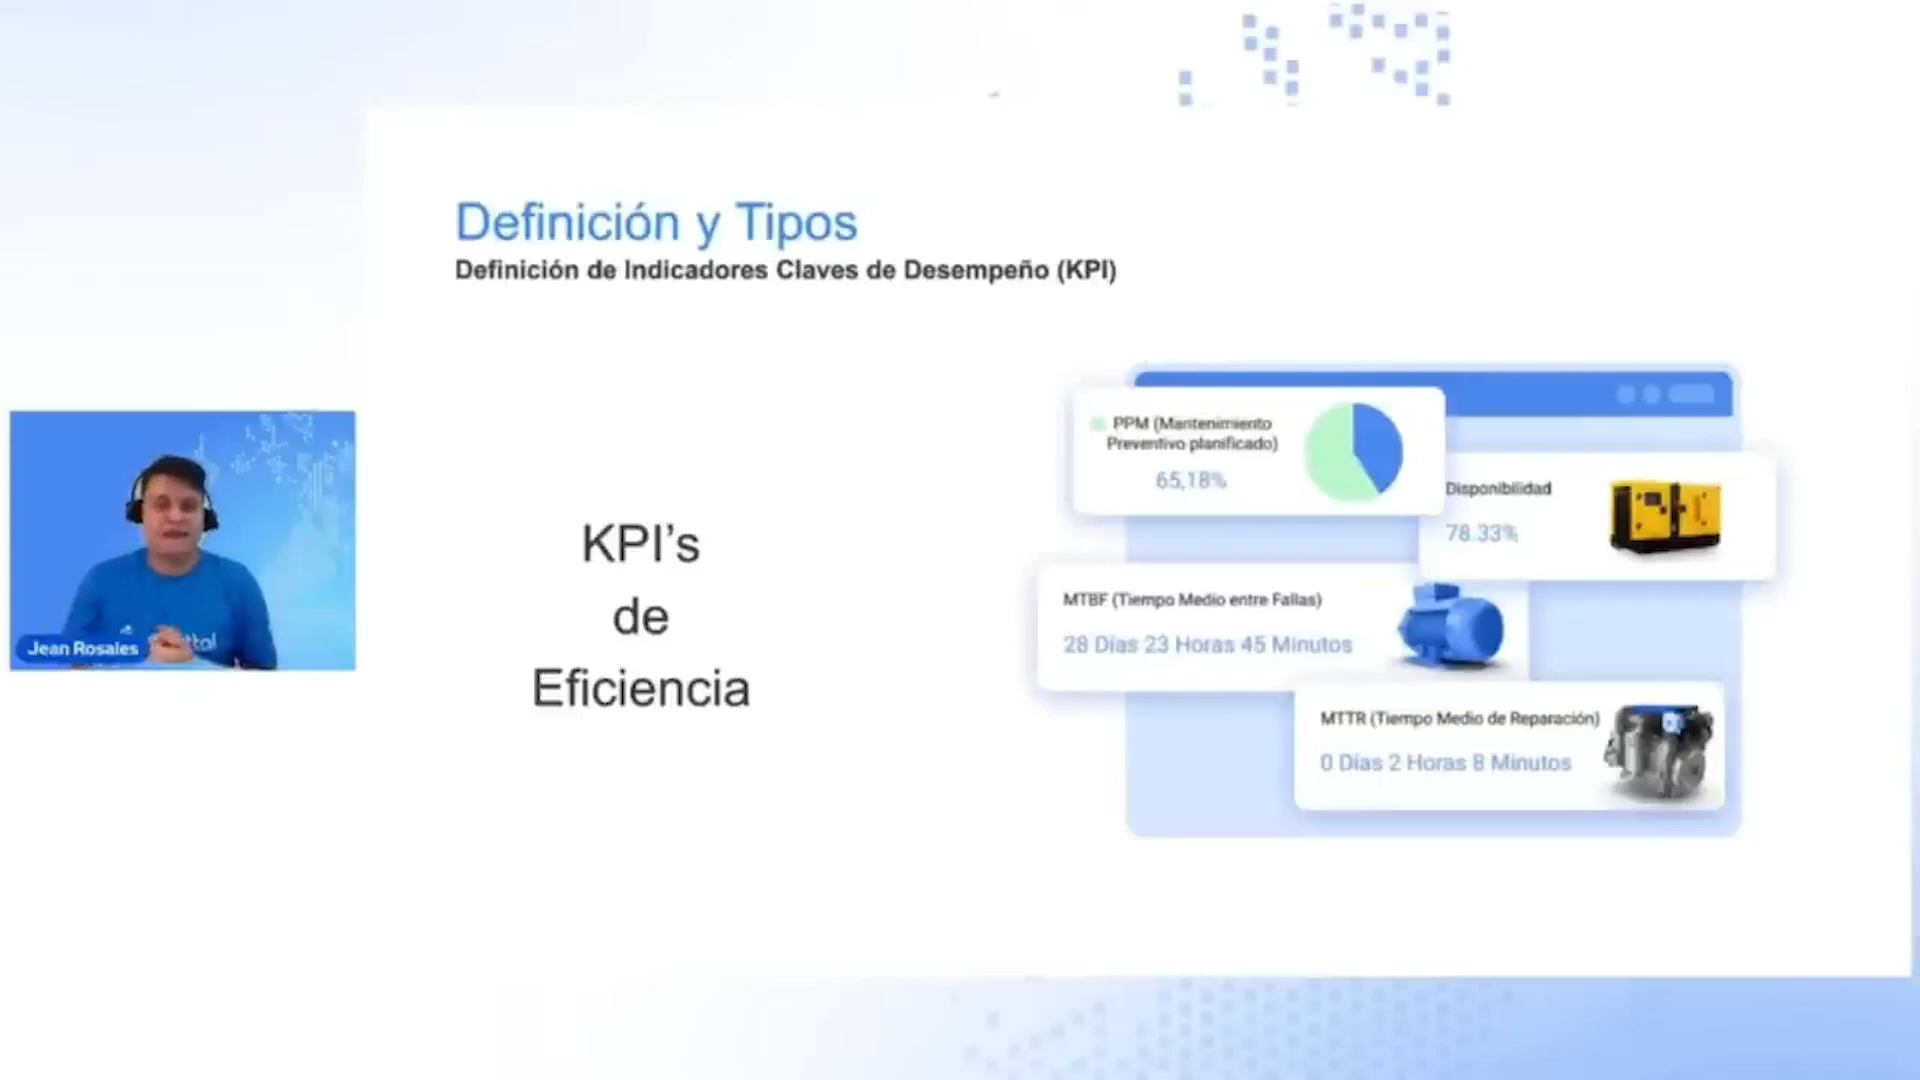 Definición y Tipos
Definición de Indicadores Claves de Desempeño (KPI)
KPI’s
de
Eficiencia
PPM (Mantenimiento
Preventivo planificado)
65,18%
Disponibilidad
78.33%
MTBF (Tiempo Medio entre Fallas)
28 Días 23 Horas 45 Minutos
MTTR (Tiempo Medio de Reparación)
0 Días 2 Horas 8 Minutos
Jean Rosales